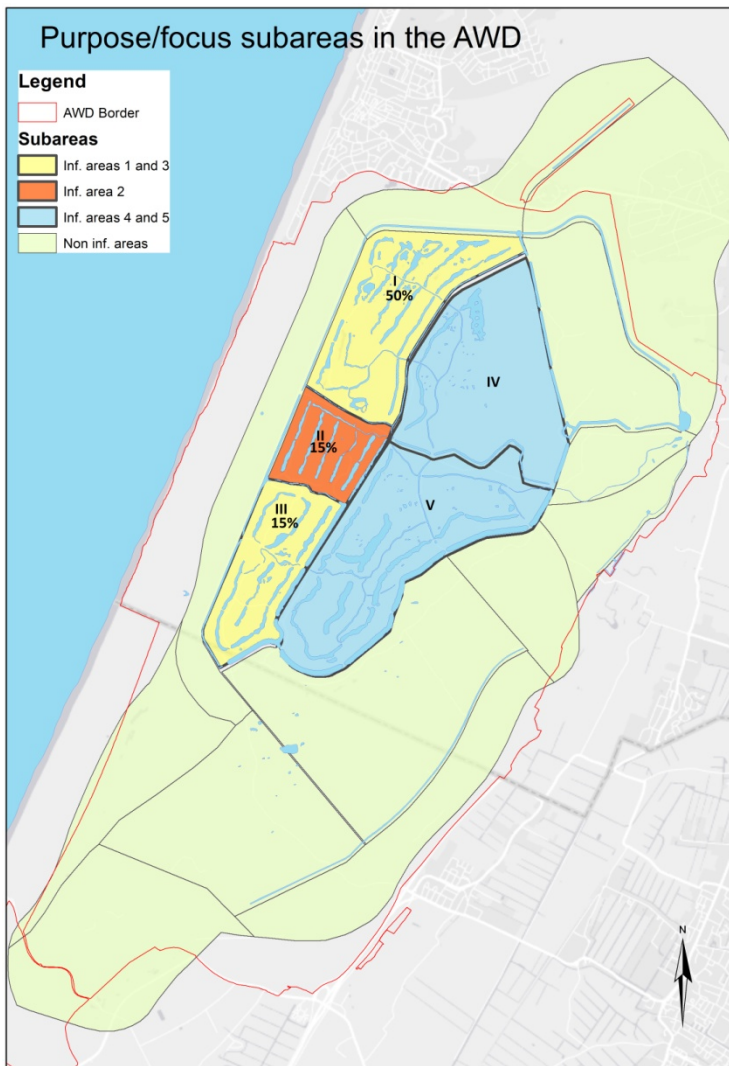 Purpose/focus subareas in the AWD
Legend
AWD Border
Subareas
Inf. areas 1 and 3
Inf. area 2
Inf. areas 4 and 5
Non inf. areas
I
50%
IV
II
15%
V
III
15%
N